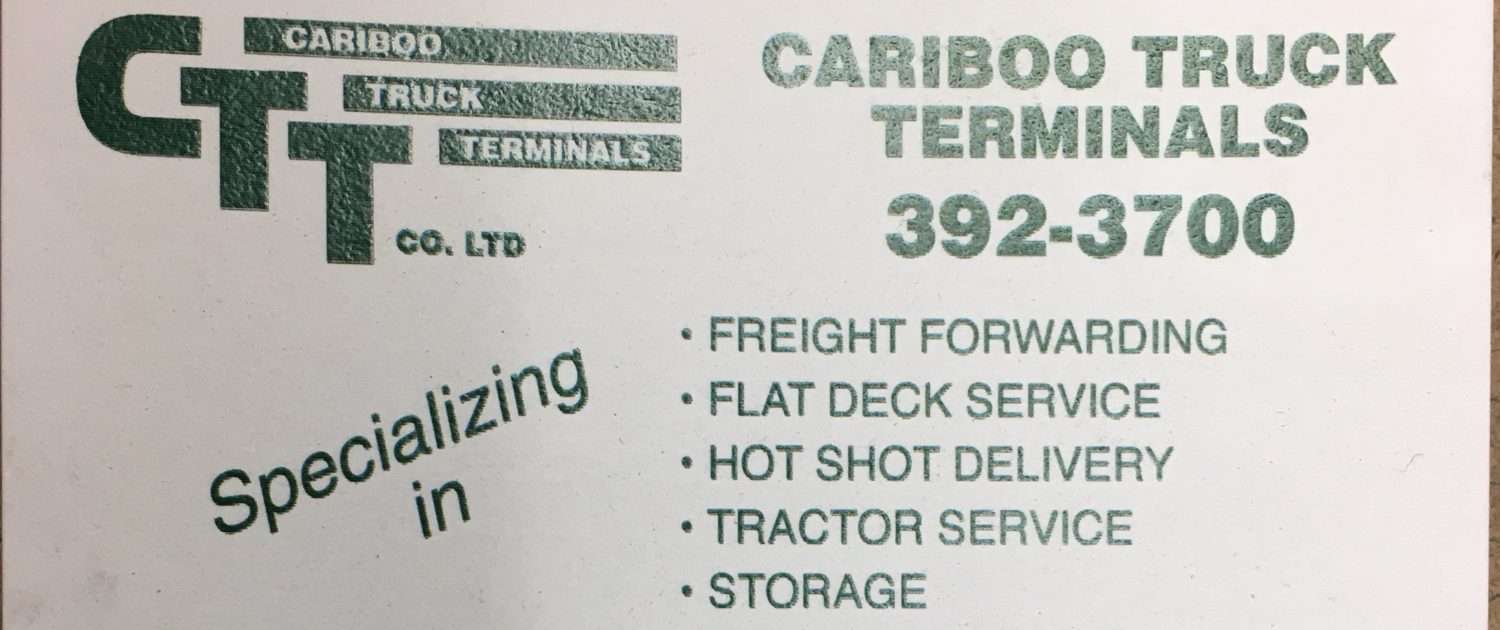 CTT
CARIBOO
TRUCK
TERMINALS
CO. LTD
CARIBOO TRUCK
TERMINALS
392-3700
Specializing
in
• FREIGHT FORWARDING
• FLAT DECK SERVICE
• HOT SHOT DELIVERY
• TRACTOR SERVICE
• STORAGE